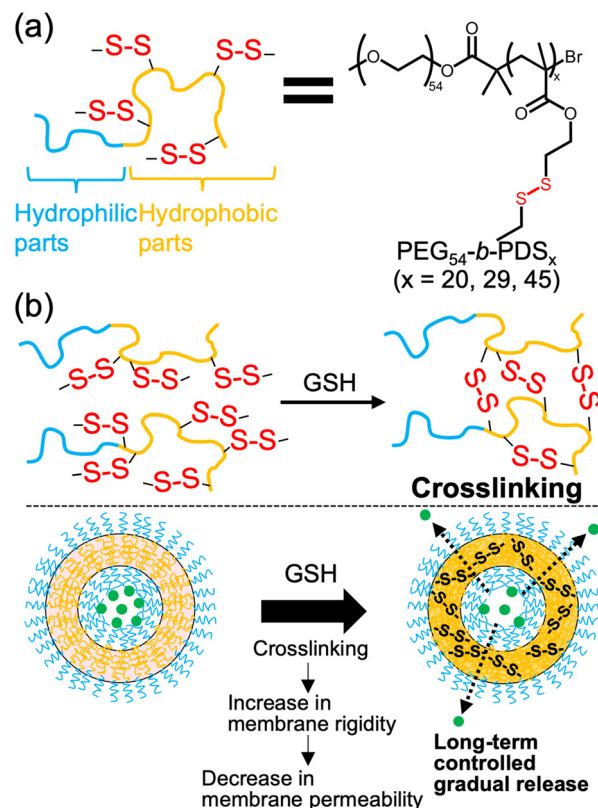 (a)
-S-S
S-S-
-S-S
-S-S
=
Hydrophilic parts
Hydrophobic parts
O
54
O
O
x
Br
O
O
S
S
PEG54-b-PDSx
(x = 20, 29, 45)
(b)
-S-S
S-S-
S-S-
-S-S
S-S-
S-S-
-S-S
-S-S
GSH
S-S
S-S
S-S
S-S
Crosslinking
GSH
Crosslinking
Increase in
membrane rigidity
Decrease in
membrane permeability
-S-S-
-S-S-
-S-S-
-S-S-
-S-S-
-S-S-
-S-S-
-S-S-
Long-term
controlled
gradual release